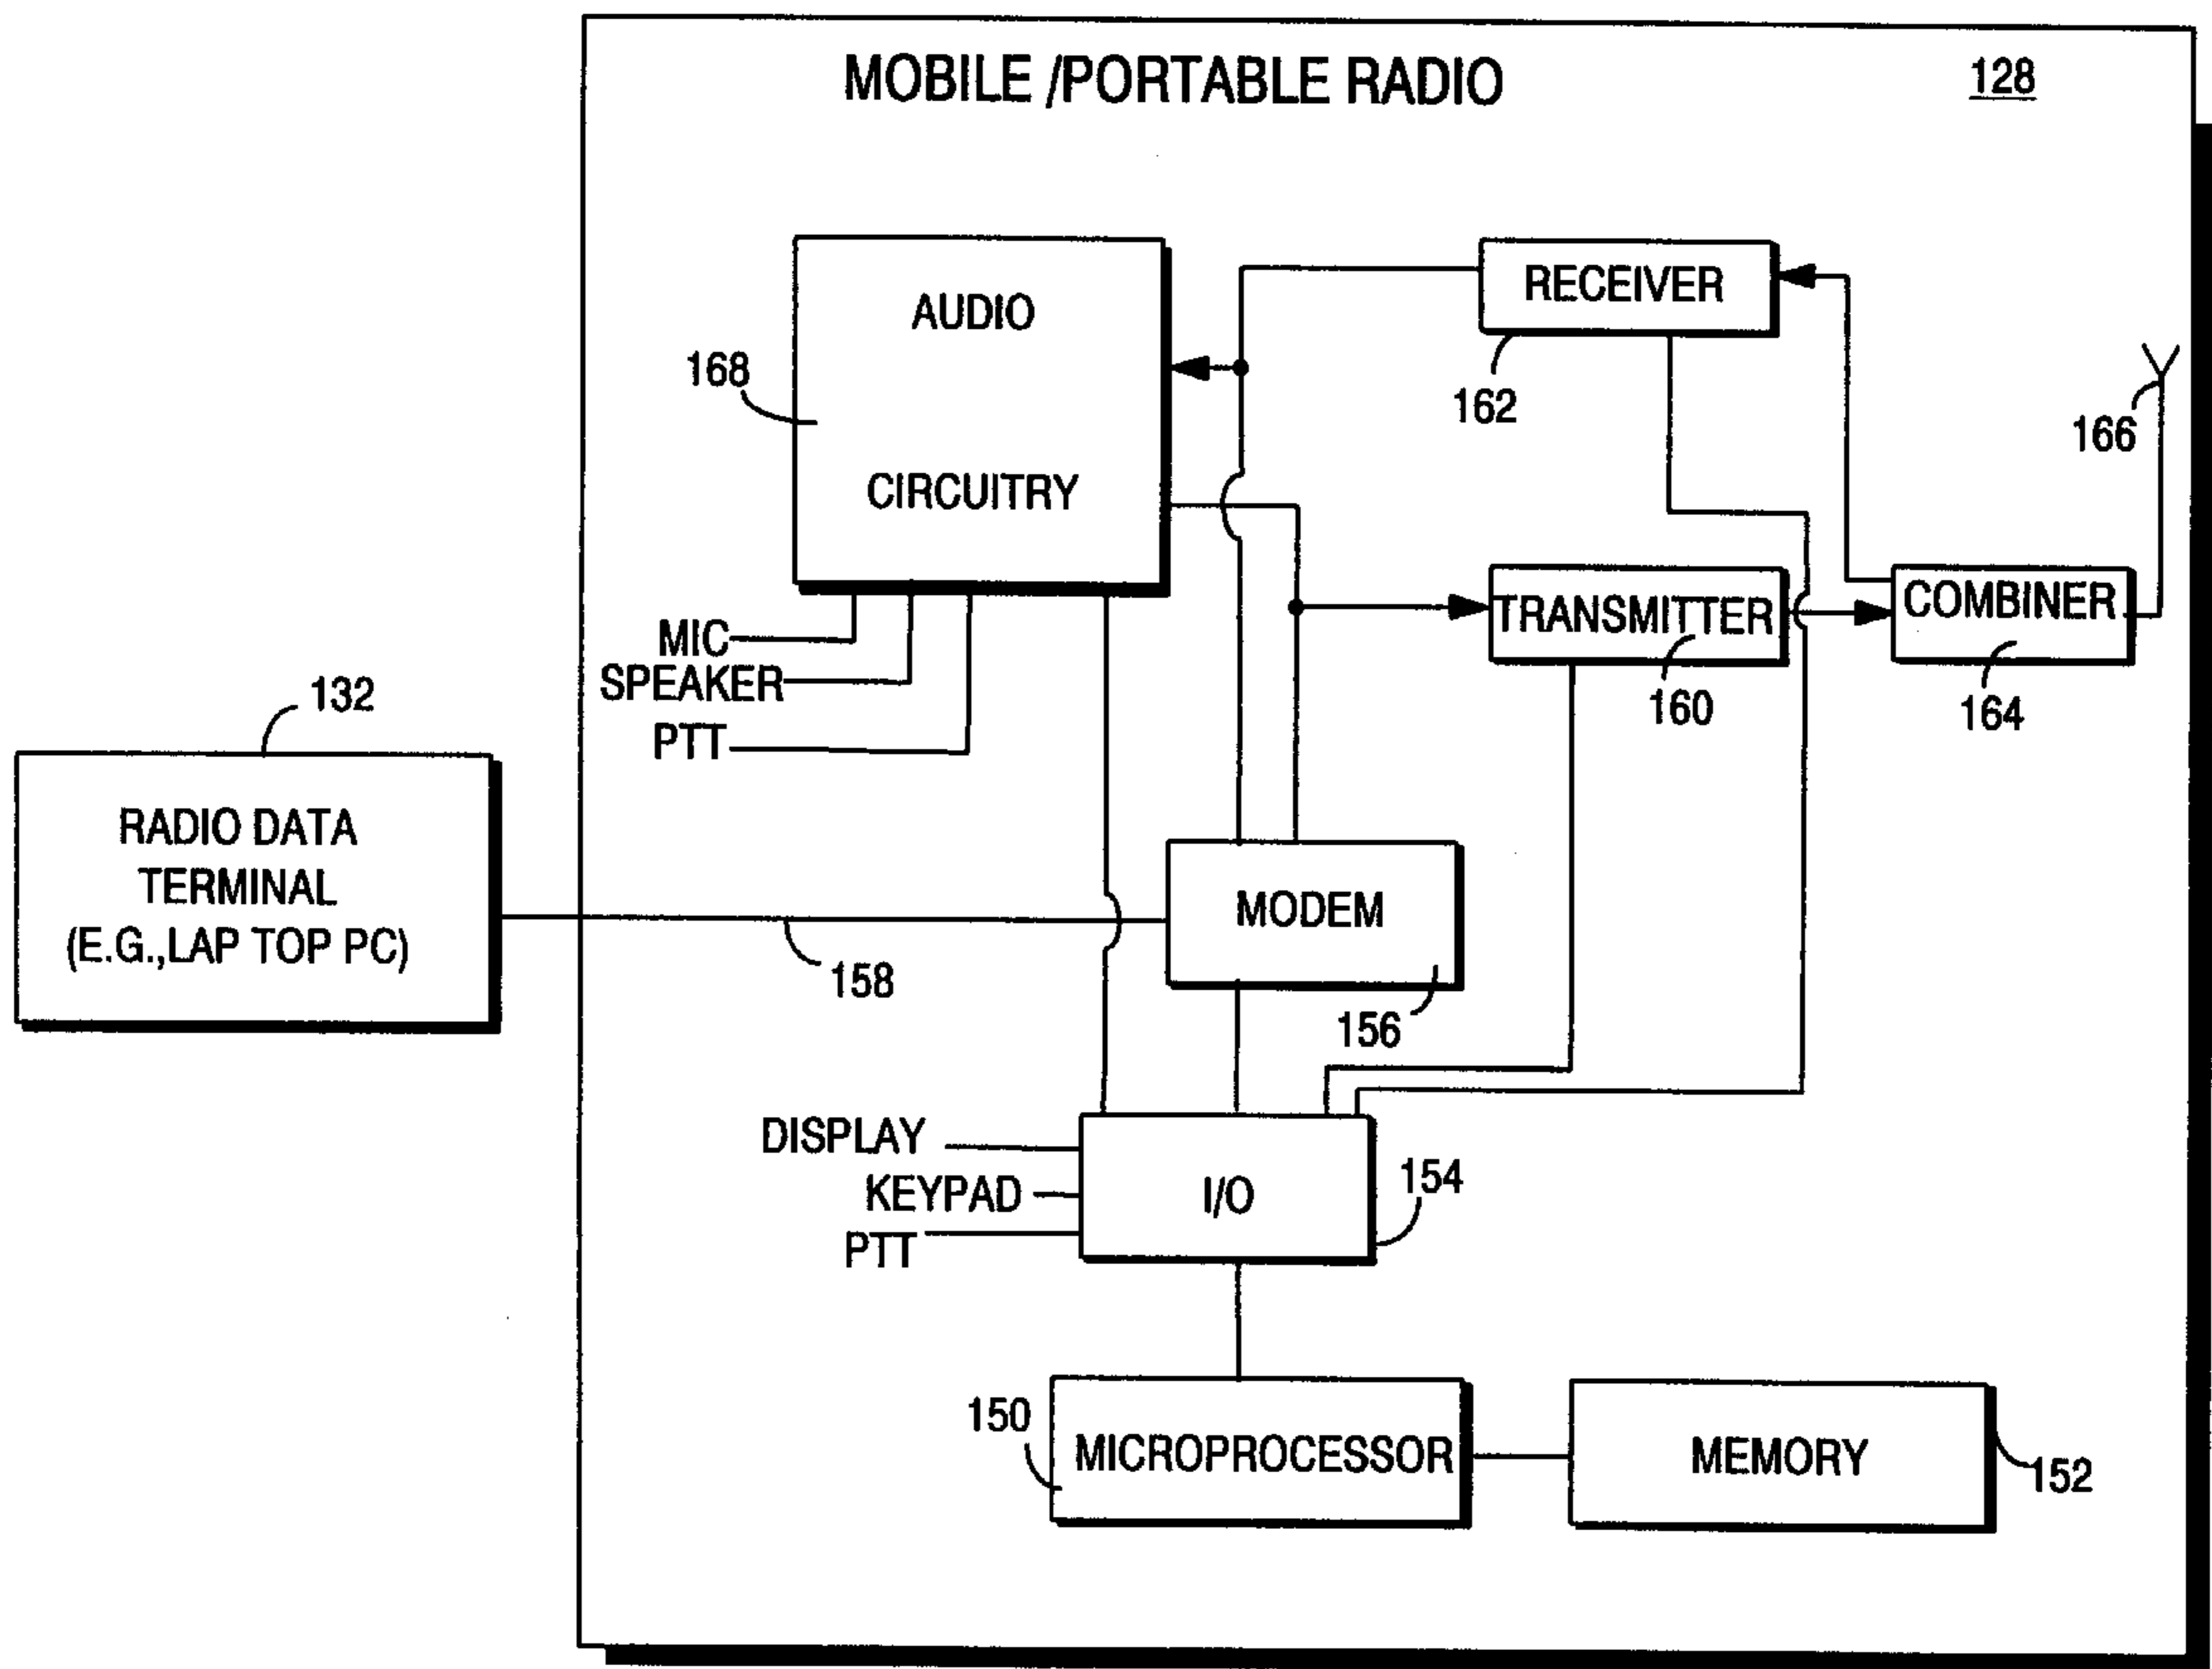 MOBILE /PORTABLE RADIO
128
AUDIO
CIRCUITRY
168
RECEIVER
162
166
MIC
SPEAKER
PTT
TRANSMITTER
160
COMBINER
164
132
RADIO DATA
TERMINAL
(E.G.,LAP TOP PC)
158
MODEM
156
DISPLAY
KEYPAD
PTT
I/O
154
150
MICROPROCESSOR
MEMORY
152